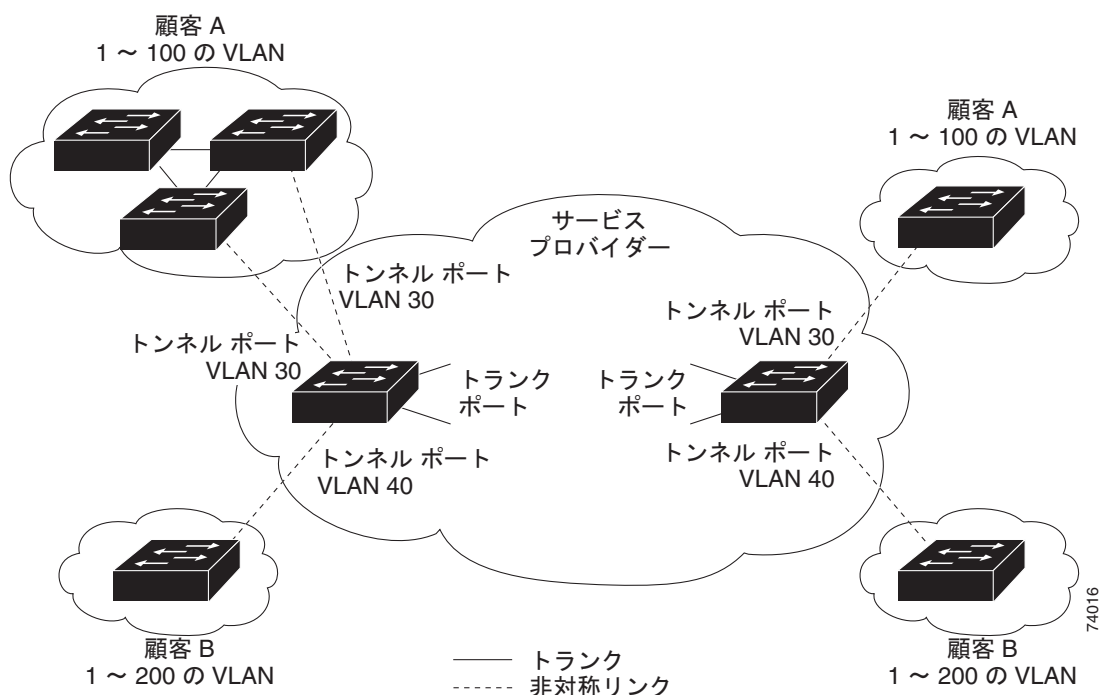 顧客 A
1 ～ 100 の VLAN
顧客 A
1 ～ 100 の VLAN
サービス
プロバイダー
トンネル ポート
VLAN 30
トンネル ポート
VLAN 30
トンネル ポート
VLAN 30
トランク
ポート
トランク
ポート
トンネル ポート
VLAN 40
トンネル ポート
VLAN 40
顧客 B
1 ～ 200 の VLAN
顧客 B
1 ～ 200 の VLAN
74016
トランク
非対称リンク